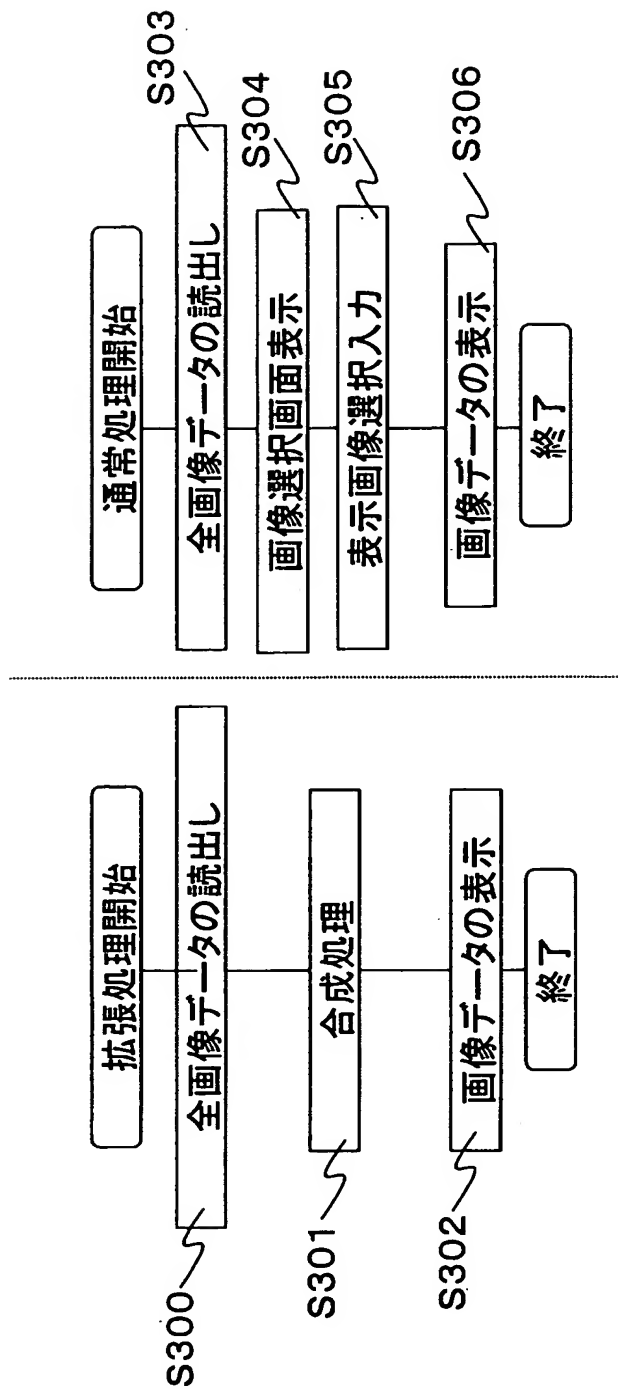 拡張処理開始
S300
全画像データの読出し
S301
合成処理
S302
画像データの表示
終了
通常処理開始
S303
全画像データの読出し
S304
画像選択画面表示
S305
表示画像選択入力
S306
画像データの表示
終了